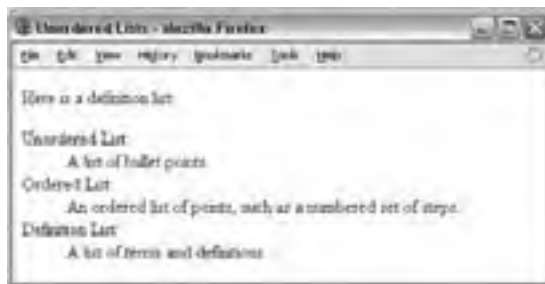 Unordered Lists - Mozilla Firefox
File Edit View History Bookmarks Tools Help
Here is a definition list:
Unordered List
A list of bullet points.
Ordered List
An ordered list of points, such as a numbered set of steps.
Definition List
A list of terms and definitions.